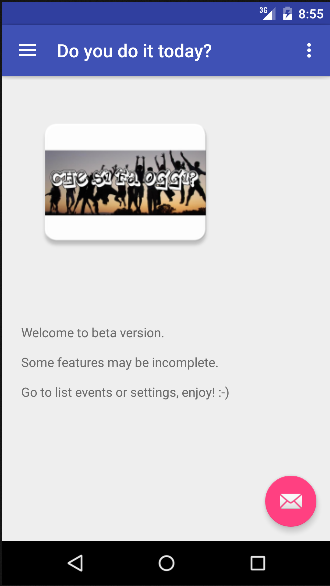 3G
8:55
Do you do it today?
CHE SI FA OGGI?
Welcome to beta version.
Some features may be incomplete.
Go to list events or settings, enjoy! :-)